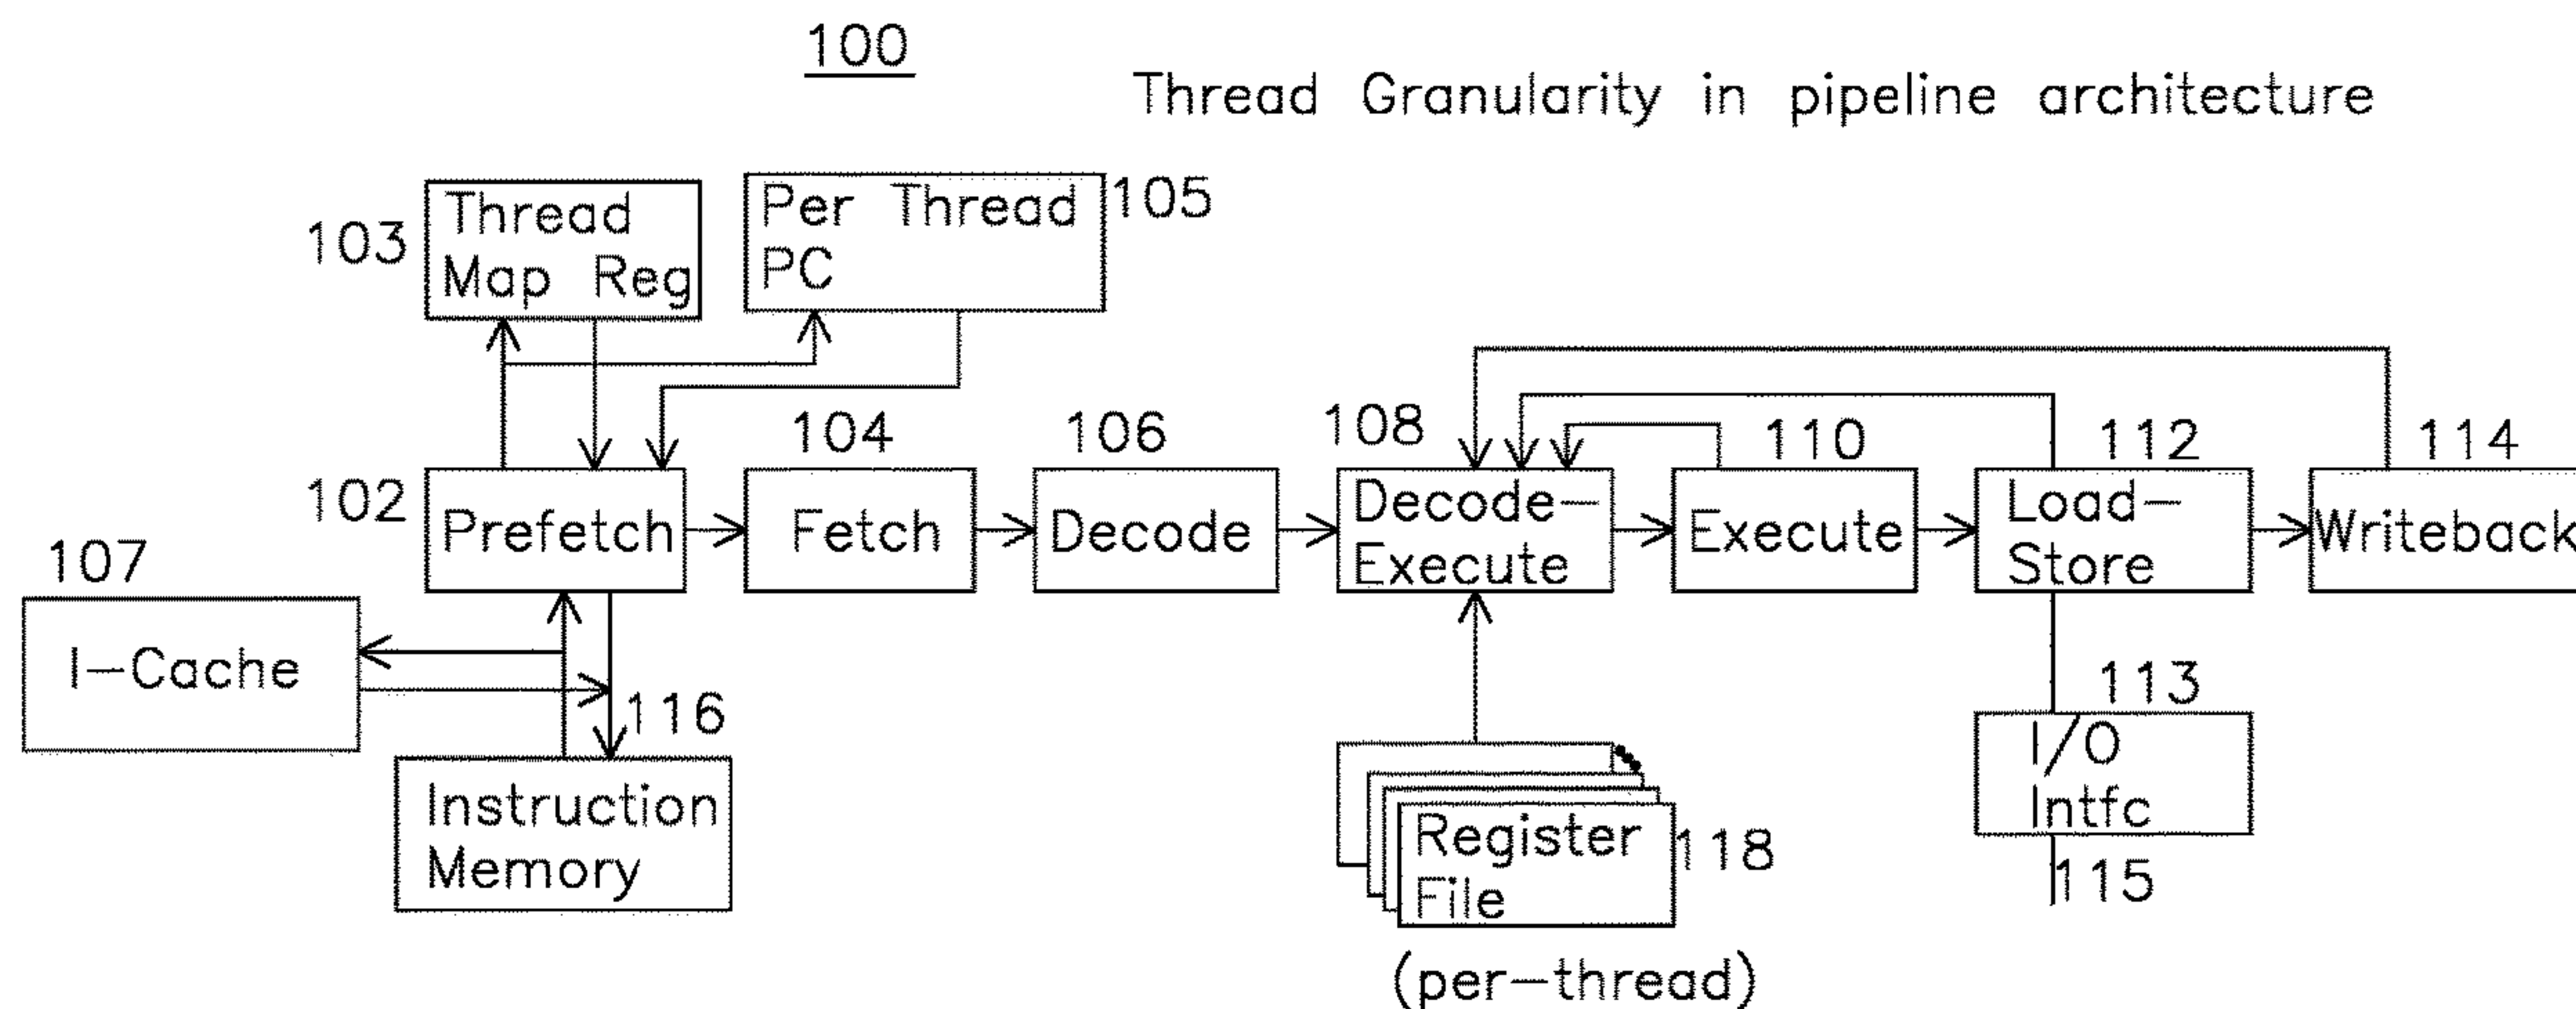 100
Thread Granularity in pipeline architecture
103
Thread
Map Reg
Per Thread
PC
105
102
Prefetch
104
Fetch
106
Decode
108
Decode-
Execute
110
Execute
112
Load-
Store
114
Writeback
107
I-Cache
116
Instruction
Memory
Register
File
118
(per-thread)
113
I/O
Intfc
115